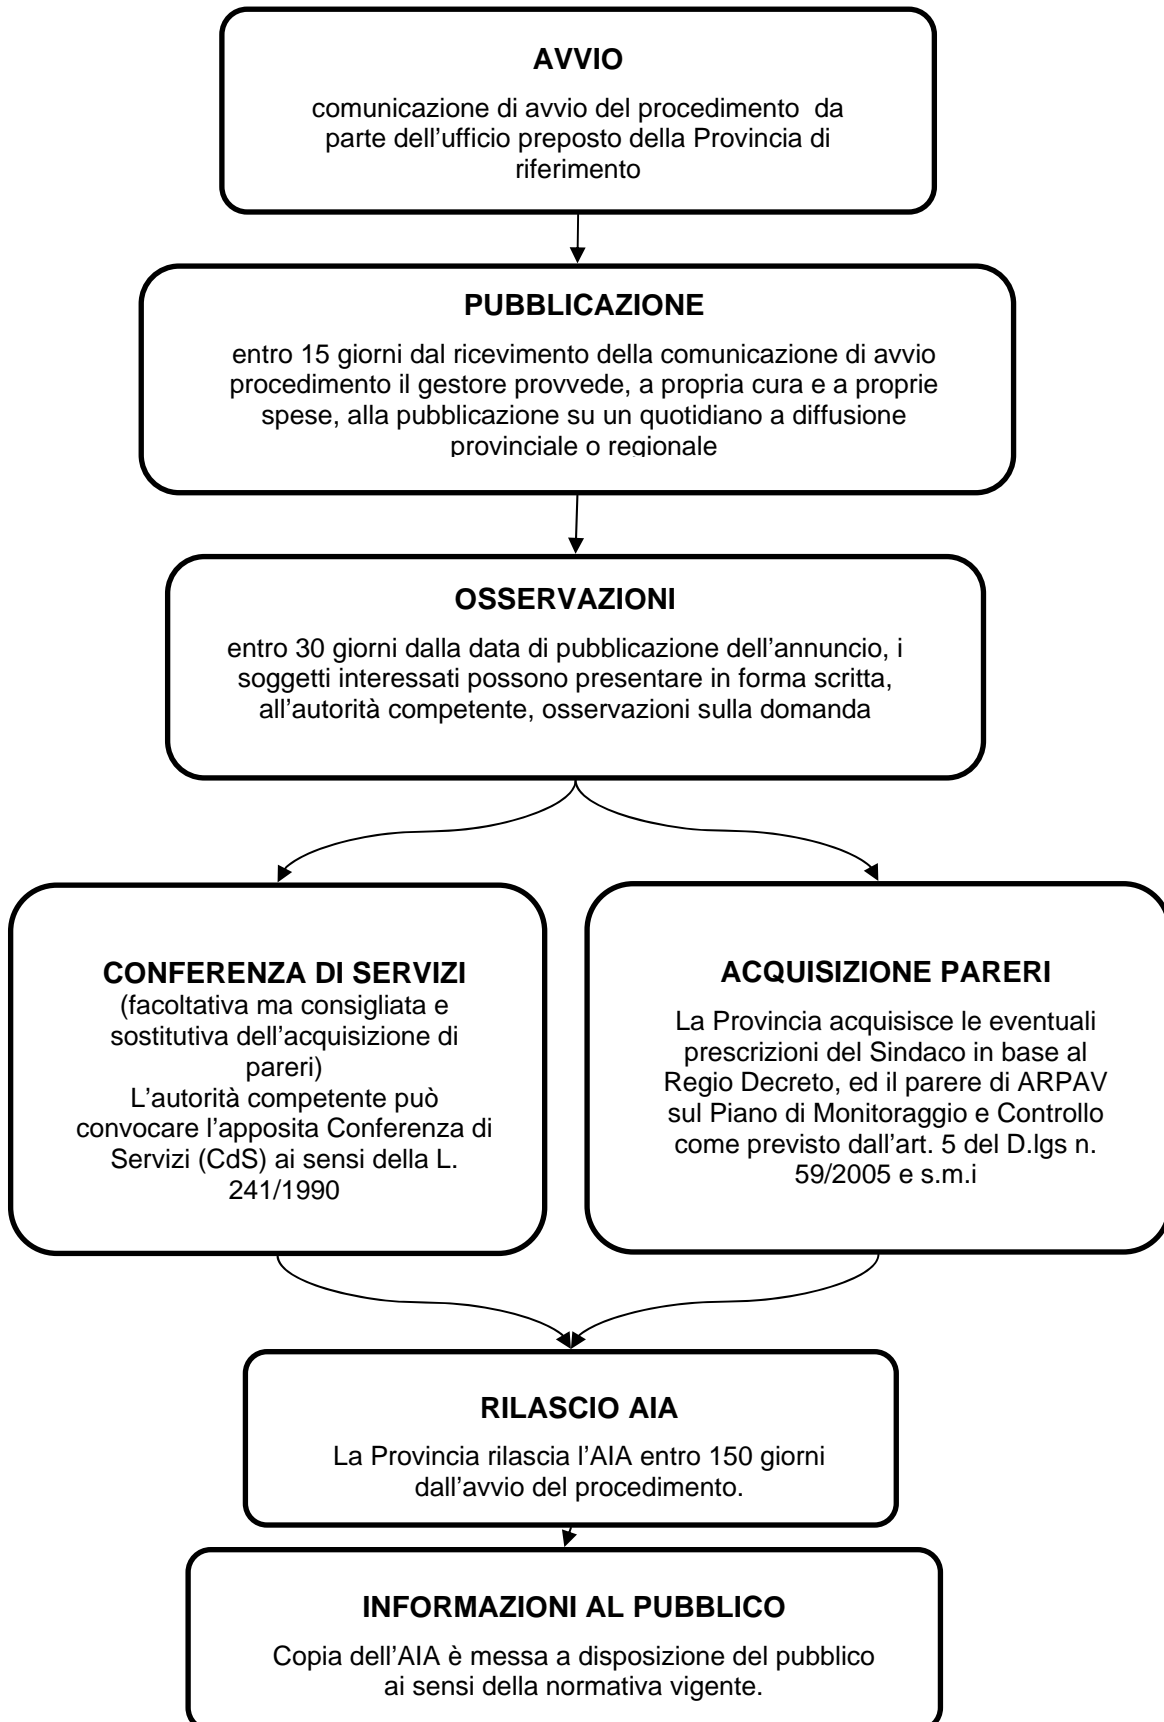 AVVIO
comunicazione di avvio del procedimento da
parte dell’ufficio preposto della Provincia di
riferimento
PUBBLICAZIONE
entro 15 giorni dal ricevimento della comunicazione di avvio
procedimento il gestore provvede, a propria cura e a proprie
spese, alla pubblicazione su un quotidiano a diffusione
provinciale o regionale
OSSERVAZIONI
entro 30 giorni dalla data di pubblicazione dell’annuncio, i
soggetti interessati possono presentare in forma scritta,
all’autorità competente, osservazioni sulla domanda
CONFERENZA DI SERVIZI
(facoltativa ma consigliata e
sostitutiva dell’acquisizione di
pareri)
L’autorità competente può
convocare l’apposita Conferenza di
Servizi (CdS) ai sensi della L.
241/1990
ACQUISIZIONE PARERI
La Provincia acquisisce le eventuali
prescrizioni del Sindaco in base al
Regio Decreto, ed il parere di ARPAV
sul Piano di Monitoraggio e Controllo
come previsto dall’art. 5 del D.lgs n.
59/2005 e s.m.i
RILASCIO AIA
La Provincia rilascia l’AIA entro 150 giorni
dall’avvio del procedimento.
INFORMAZIONI AL PUBBLICO
Copia dell’AIA è messa a disposizione del pubblico
ai sensi della normativa vigente.